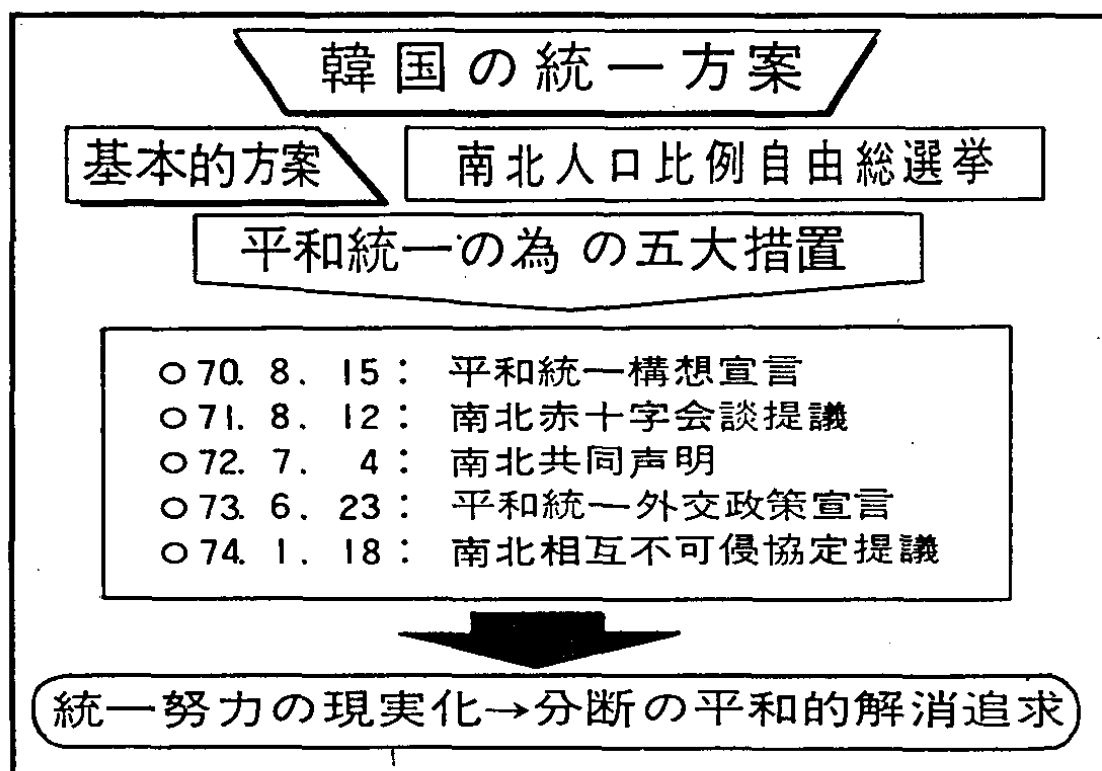 韓国の統一方案
基本的方案 南北人口比例自由総選挙
平和統一の為の五大措置
○70. 8. 15： 平和統一構想宣言
○71. 8. 12： 南北赤十字会談提議
○72. 7. 4： 南北共同声明
○73. 6. 23： 平和統一外交政策宣言
○74. 1. 18： 南北相互不可侵協定提議
統一努力の現実化→分断の平和的解消追求